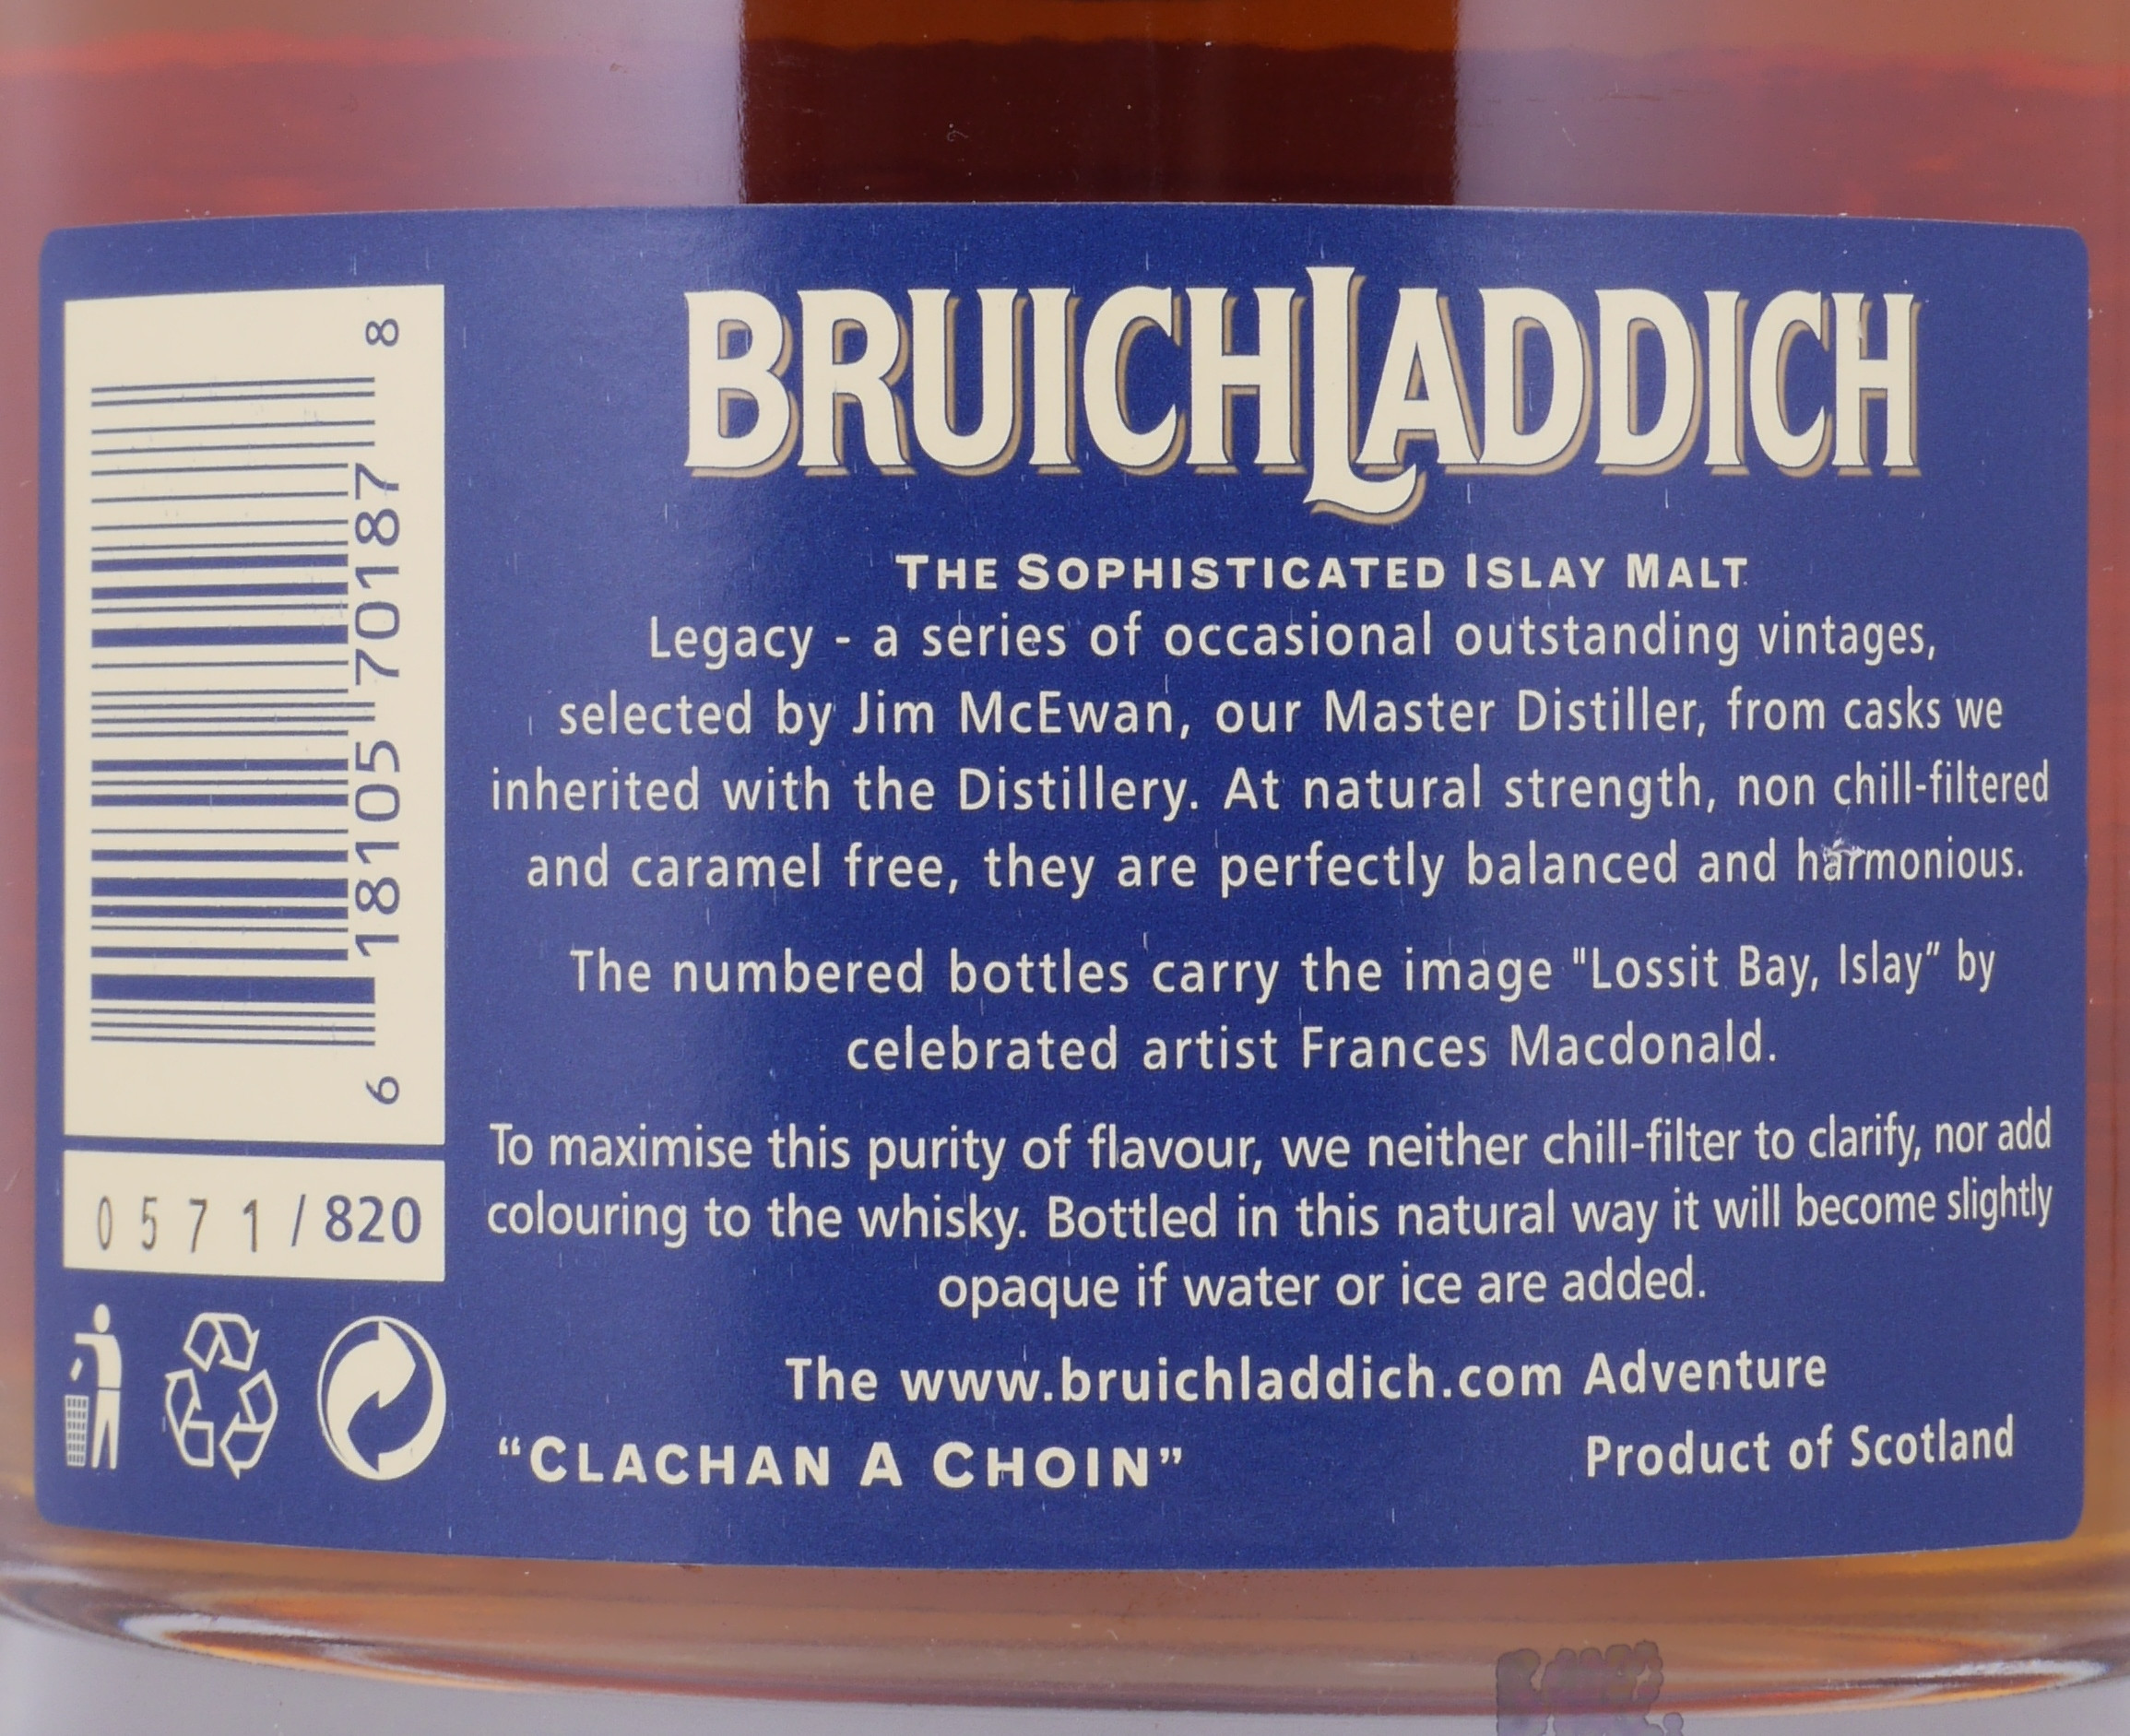 BRUICHLADDICH
THE SOPHISTICATED ISLAY MALT
Legacy - a series of occasional outstanding vintages,
selected by Jim McEwan, our Master Distiller, from casks we
inherited with the Distillery. At natural strength, non chill-filtered
and caramel free, they are perfectly balanced and harmonious.
The numbered bottles carry the image "Lossit Bay, Islay" by
celebrated artist Frances Macdonald.
To maximise this purity of flavour, we neither chill-filter to clarify, nor add
colouring to the whisky. Bottled in this natural way it will become slightly
opaque if water or ice are added.
The www.bruichladdich.com Adventure
"CLACHAN A CHOIN"
Product of Scotland
6 18105 70187 8
0571/820